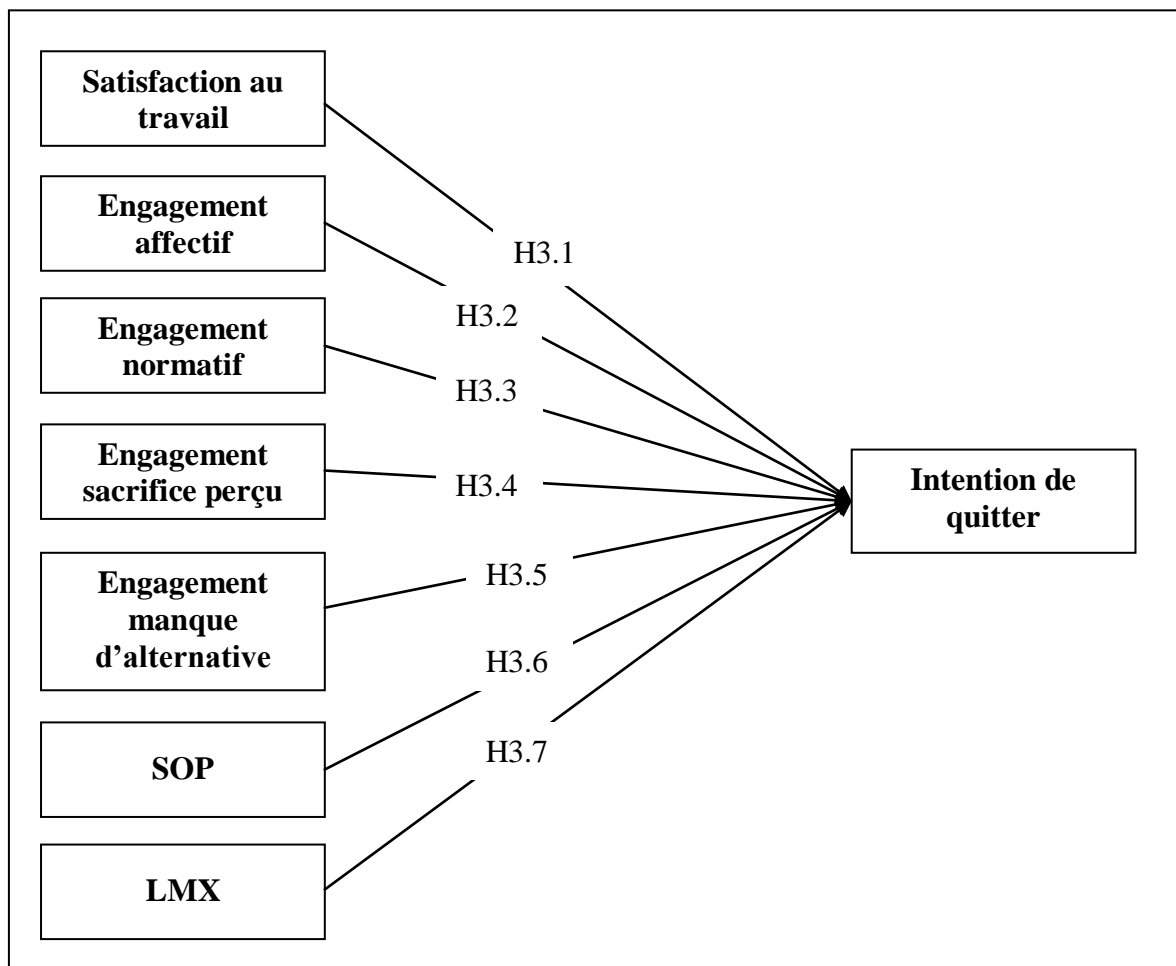 Satisfaction au
travail
Engagement
affectif
H3.1
Engagement
normatif
H3.2
H3.3
Engagement
sacrifice perçu
H3.4
Intention de
quitter
Engagement
manque
d’alternative
H3.5
H3.6
SOP
H3.7
LMX